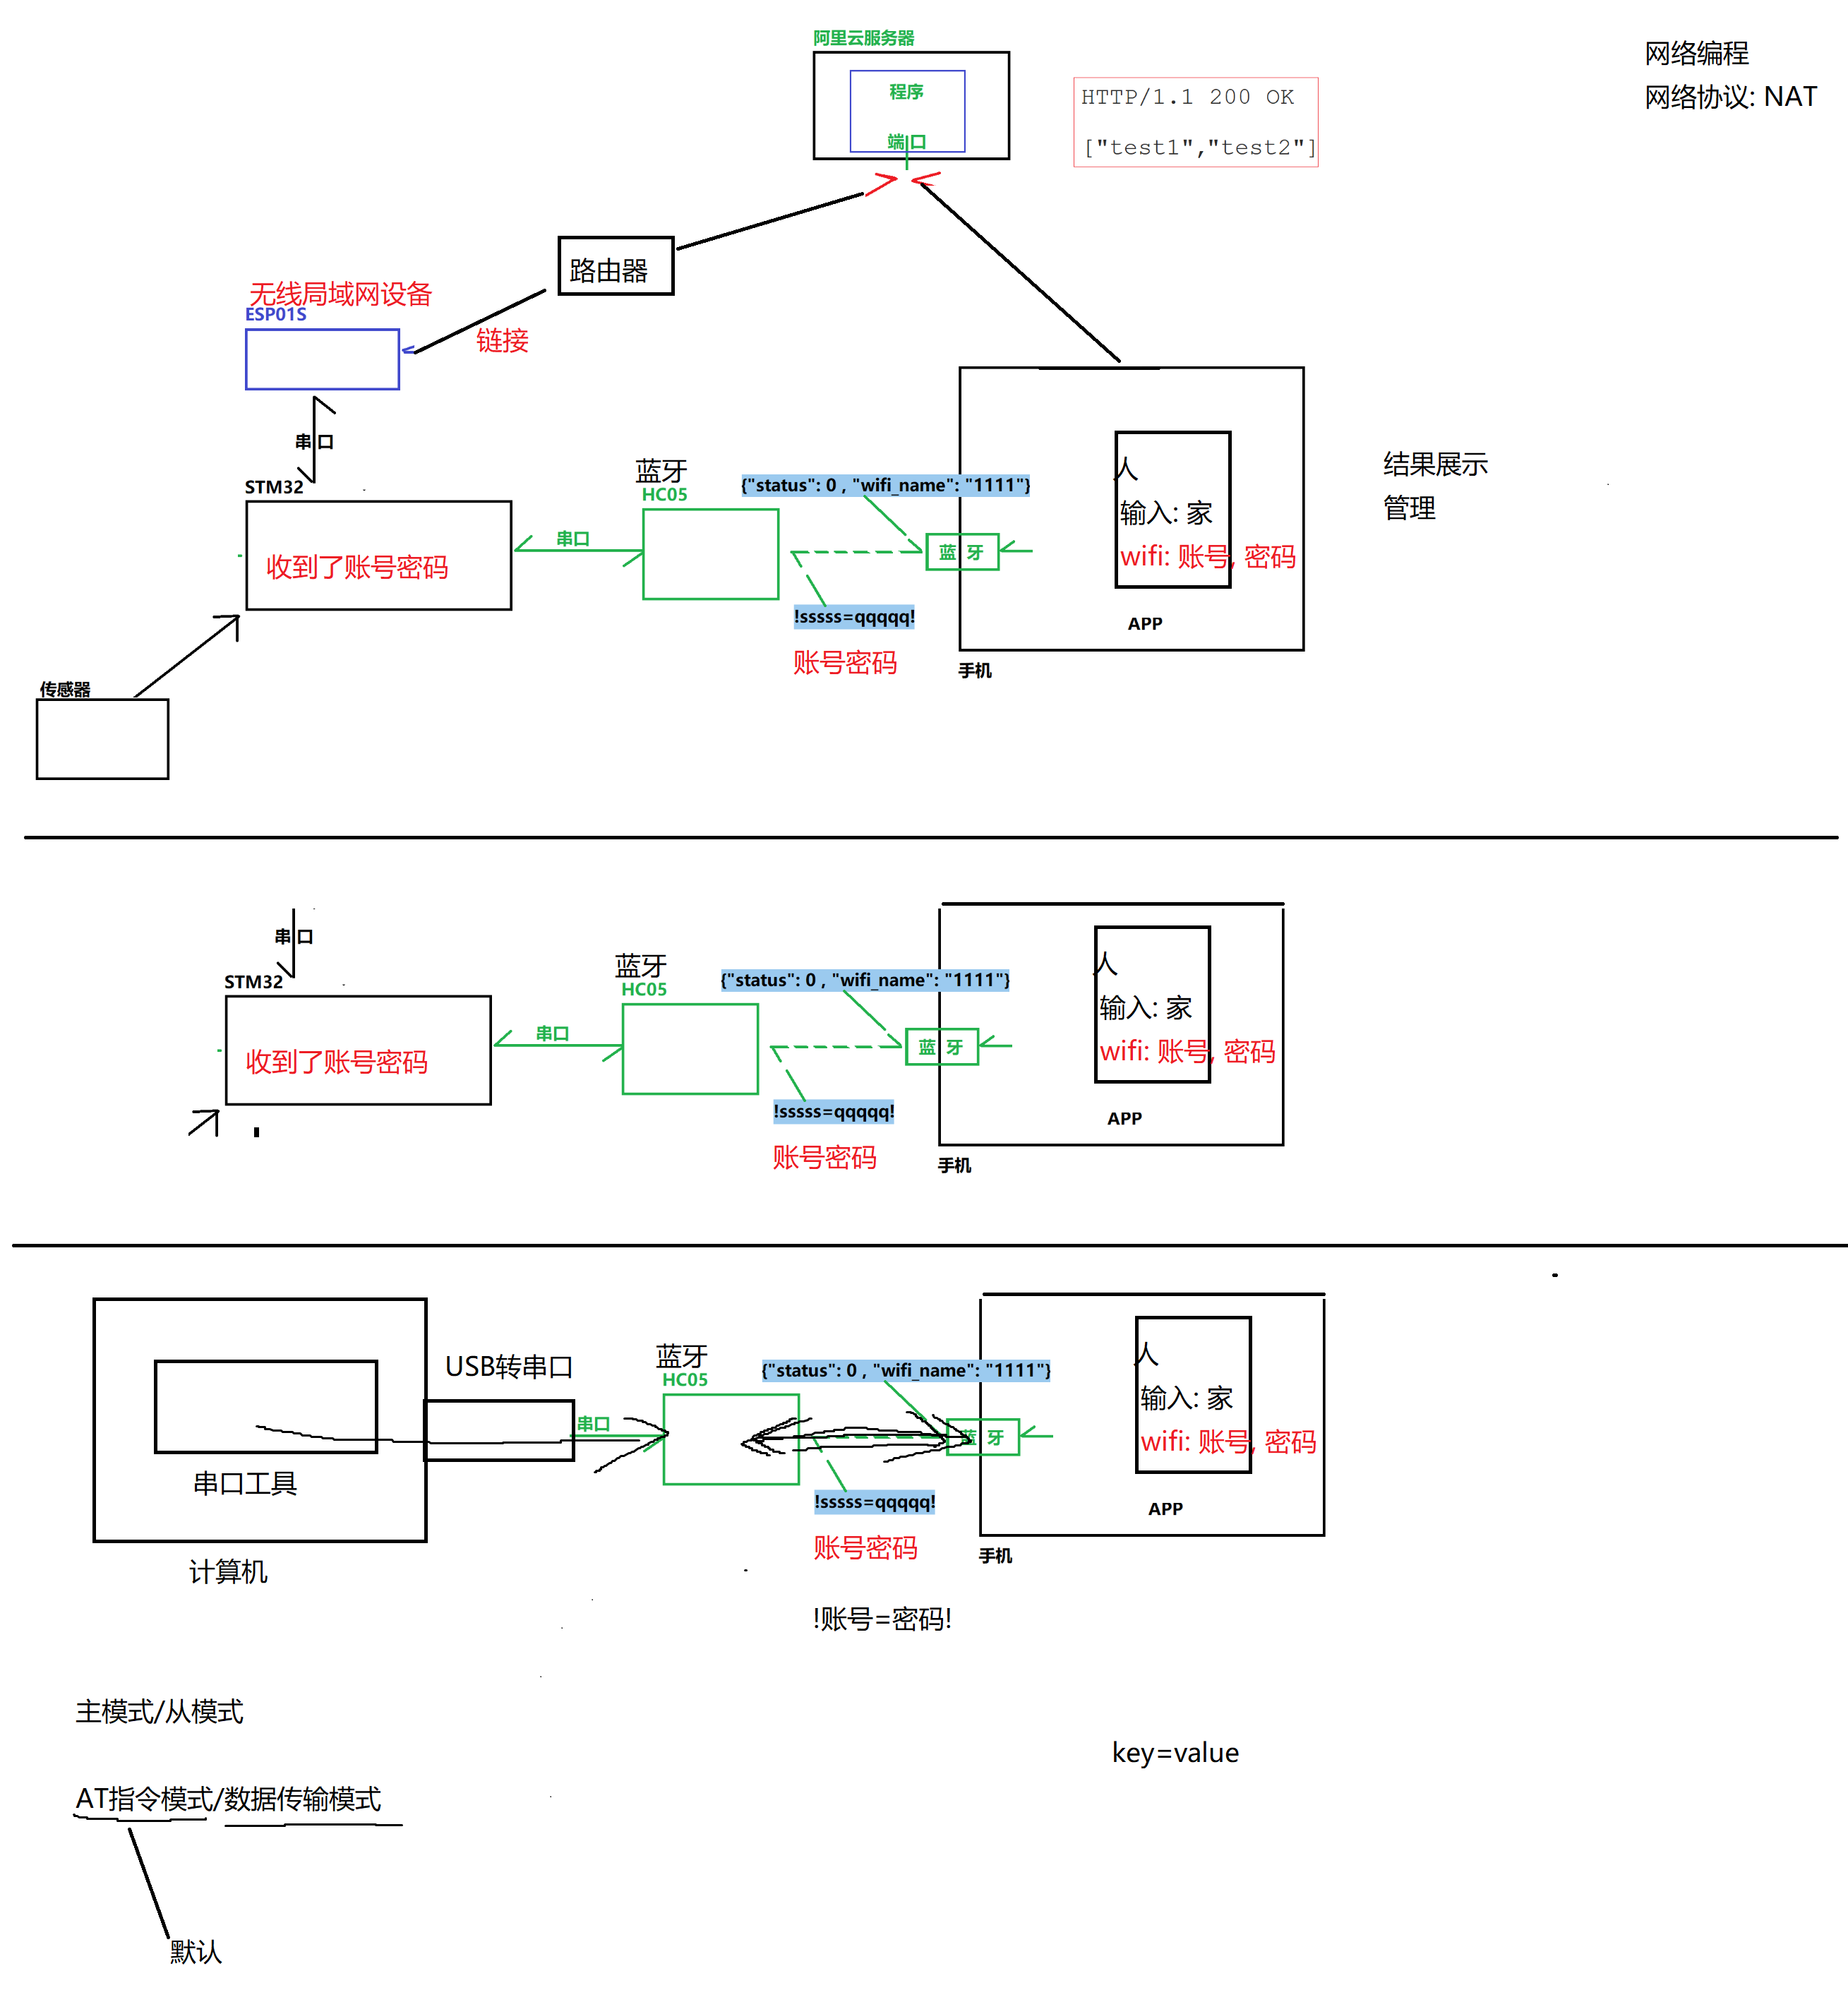 阿里云服务器
程序
端口
HTTP/1.1 200 OK
["test1","test2"]
网络编程
网络协议: NAT
路由器
无线局域网设备
ESP01S
链接
串口
STM32
收到了账号密码
传感器
串口
蓝牙
HC05
{"status": 0 , "wifi_name": "1111"}
!sssss=qqqqq!
账号密码
蓝 牙
人
输入: 家
wifi: 账号, 密码
APP
手机
结果展示
管理
串口
STM32
收到了账号密码
串口
蓝牙
HC05
{"status": 0 , "wifi_name": "1111"}
!sssss=qqqqq!
账号密码
蓝 牙
人
输入: 家
wifi: 账号, 密码
APP
手机
串口工具
计算机
USB转串口
串口
蓝牙
HC05
{"status": 0 , "wifi_name": "1111"}
!sssss=qqqqq!
账号密码
蓝 牙
人
输入: 家
wifi: 账号, 密码
APP
手机
!账号=密码!
主模式/从模式
key=value
AT指令模式/数据传输模式
默认